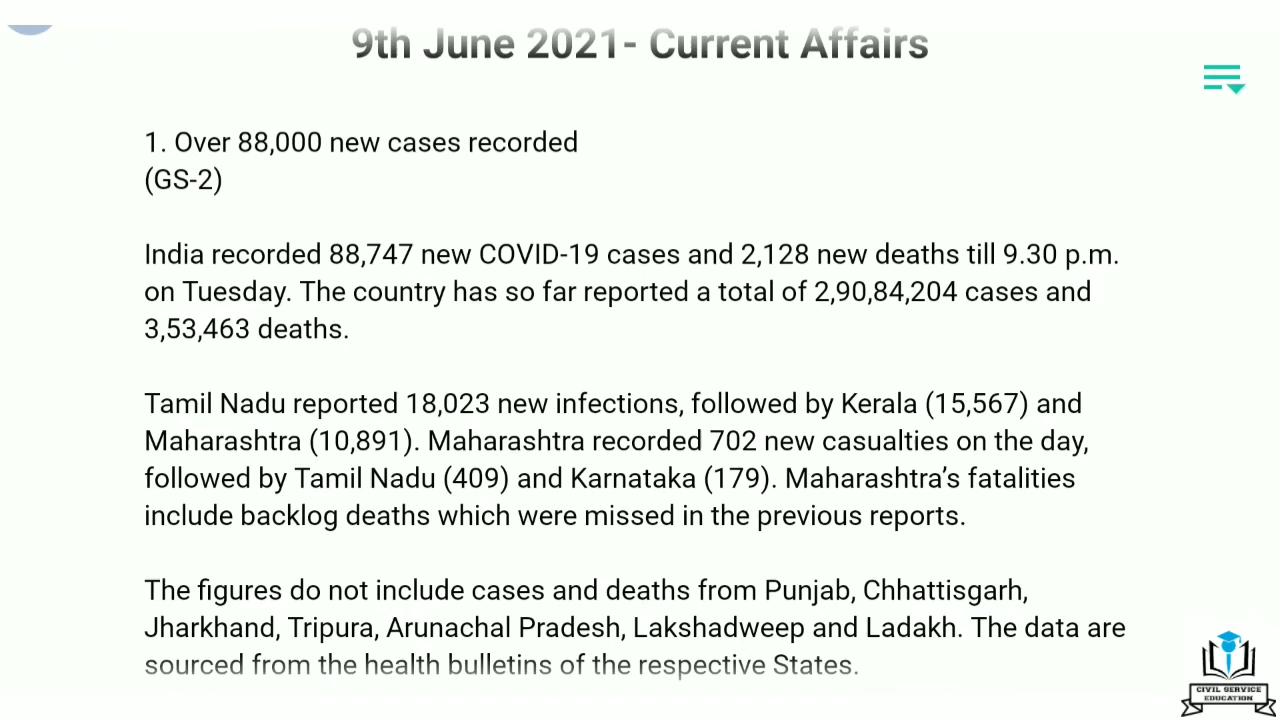 9th June 2021- Current Affairs
1. Over 88,000 new cases recorded
(GS-2)
India recorded 88,747 new COVID-19 cases and 2,128 new deaths till 9.30 p.m.
on Tuesday. The country has so far reported a total of 2,90,84,204 cases and
3,53,463 deaths.
Tamil Nadu reported 18,023 new infections, followed by Kerala (15,567) and
Maharashtra (10,891). Maharashtra recorded 702 new casualties on the day,
followed by Tamil Nadu (409) and Karnataka (179). Maharashtra’s fatalities
include backlog deaths which were missed in the previous reports.
The figures do not include cases and deaths from Punjab, Chhattisgarh,
Jharkhand, Tripura, Arunachal Pradesh, Lakshadweep and Ladakh. The data are
sourced from the health bulletins of the respective States.
CIVIL SERVICE
EDUCATION